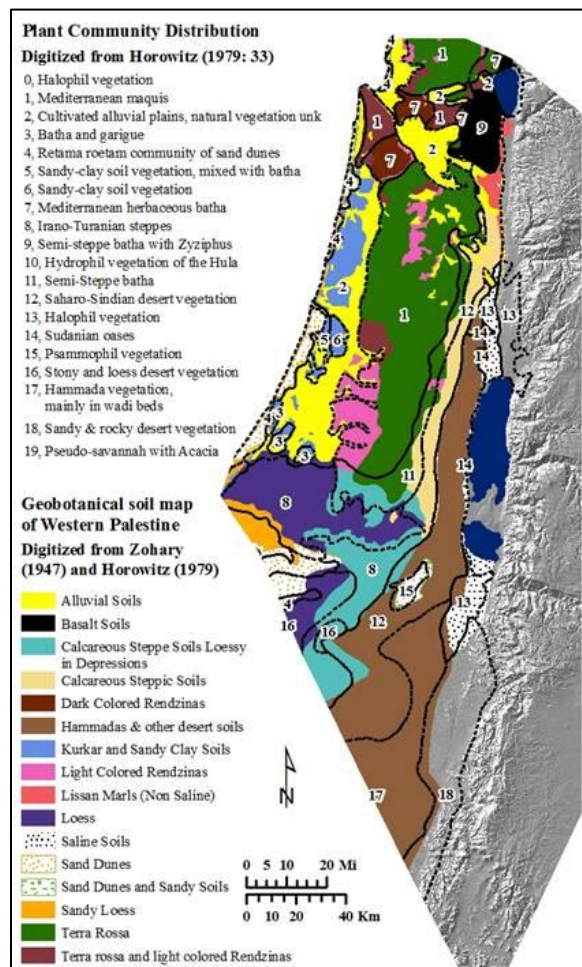 Plant Community Distribution
Digitized from Horowitz (1979: 33)
0, Halophil vegetation
1, Mediterranean maquis
2, Cultivated alluvial plains, natural vegetation unk
3, Batha and garigue
4, Retama roetam community of sand dunes
5, Sandy-clay soil vegetation, mixed with batha
6, Sandy-clay soil vegetation
7, Mediterranean herbaceous batha
8, Irano-Turanian steppes
9, Semi-steppe batha with Zyziphus
10, Hydrophil vegetation of the Hula
11, Semi-Steppe batha
12, Saharo-Sindian desert vegetation
13, Halophil vegetation
14, Sudanian oases
15, Psammophil vegetation
16, Stony and loess desert vegetation
17, Hammada vegetation,
mainly in wadi beds
18, Sandy & rocky desert vegetation
19, Pseudo-savannah with Acacia
Geobotanical soil map
of Western Palestine
Digitized from Zohary
(1947) and Horowitz (1979)
Alluvial Soils
Basalt Soils
Calcareous Steppe Soils Loessy
in Depressions
Calcareous Steppic Soils
Dark Colored Rendzinas
Hammadas & other desert soils
Kurkar and Sandy Clay Soils
Light Colored Rendzinas
Lissan Marls (Non Saline)
Loess
Saline Soils
Sand Dunes
Sand Dunes and Sandy Soils
Sandy Loess
Terra Rossa
Terra rossa and light colored Rendzinas
4
1
7
2
4
2
7
1
7
1
9
2
7
4
4
2
1
12
13
13
14
14
5
6
4
3
3
3
11
14
8
8
15
13
4
12
16
16
17
18
N
0 5 10 20 Mi
0 10 20 40 Km